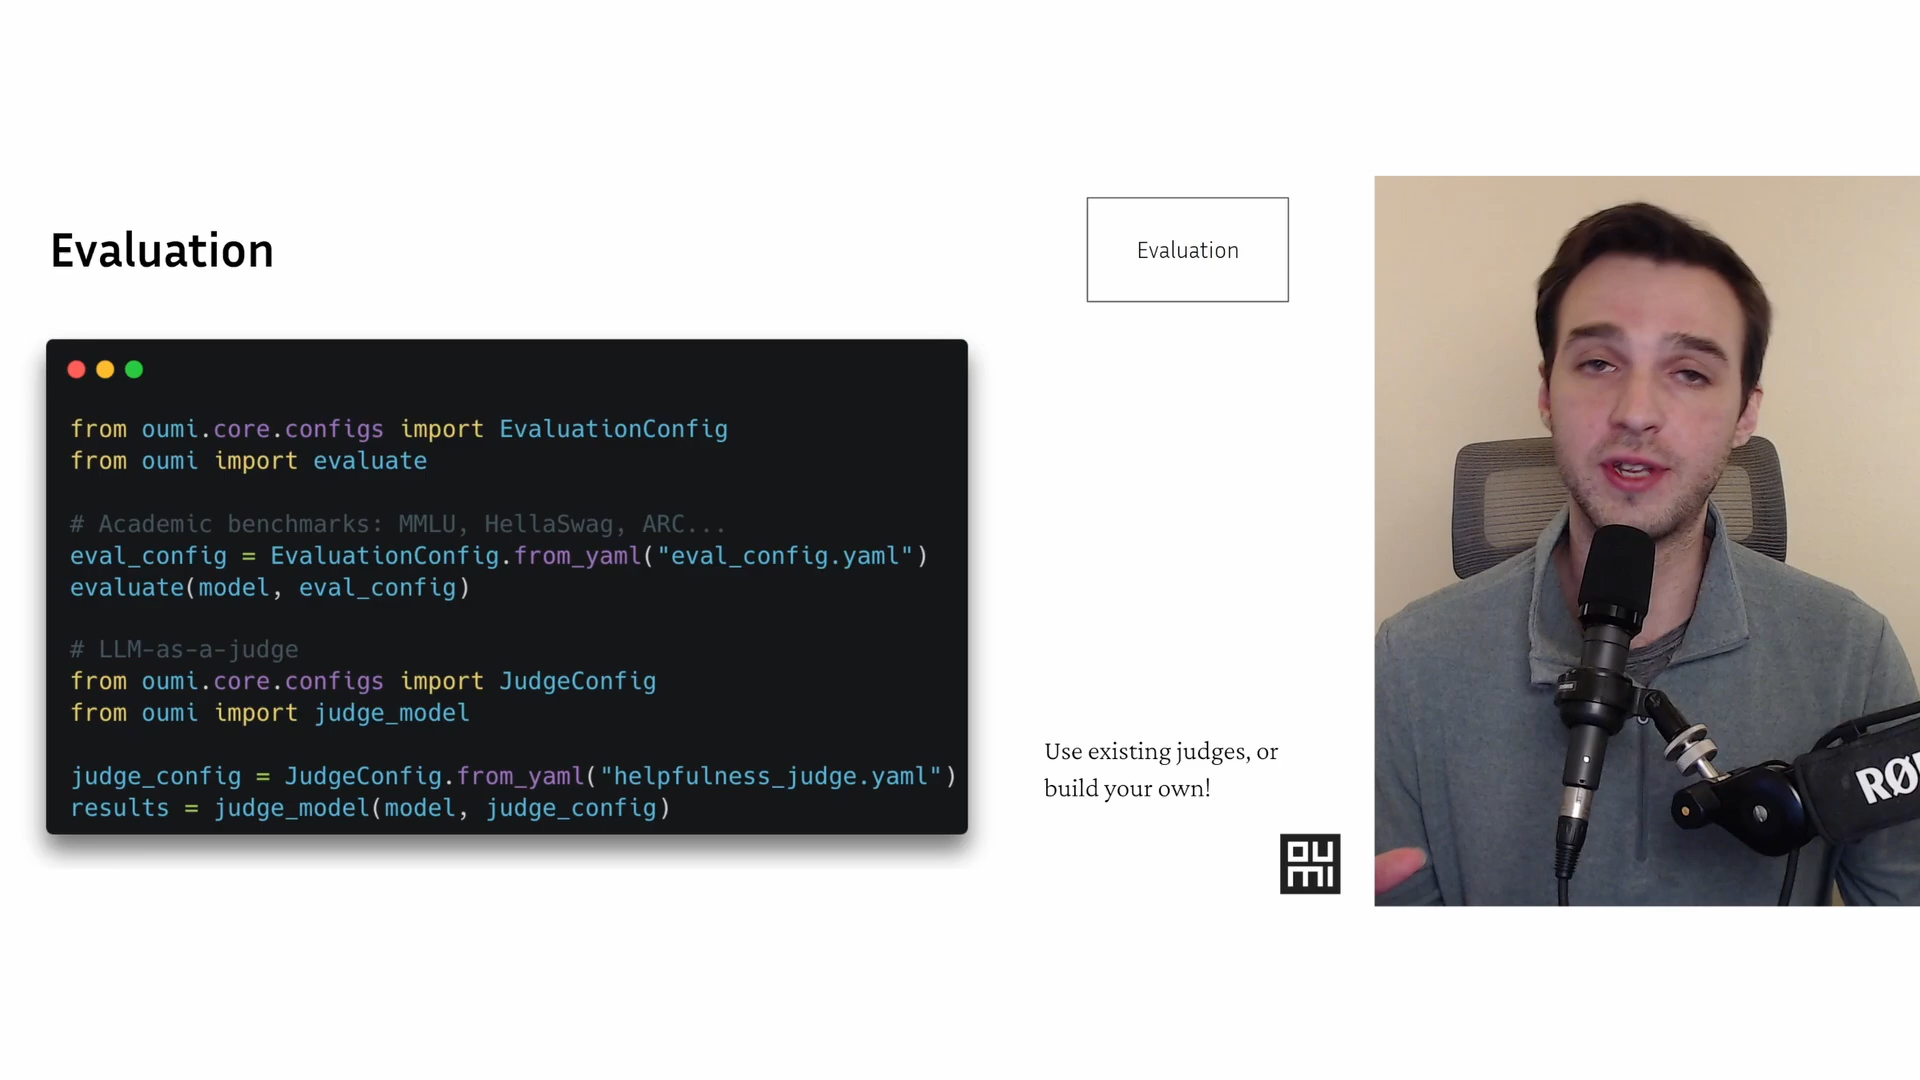 Evaluation
from oumi.core.configs import EvaluationConfig
from oumi import evaluate
# Academic benchmarks: MMLU, HellaSwag, ARC...
eval_config = EvaluationConfig.from_yaml("eval_config.yaml")
evaluate(model, eval_config)
# LLM-as-a-judge
from oumi.core.configs import JudgeConfig
from oumi import judge_model
judge_config = JudgeConfig.from_yaml("helpfulness_judge.yaml")
results = judge_model(model, judge_config)
Evaluation
Use existing judges, or
build your own!
OU
MI